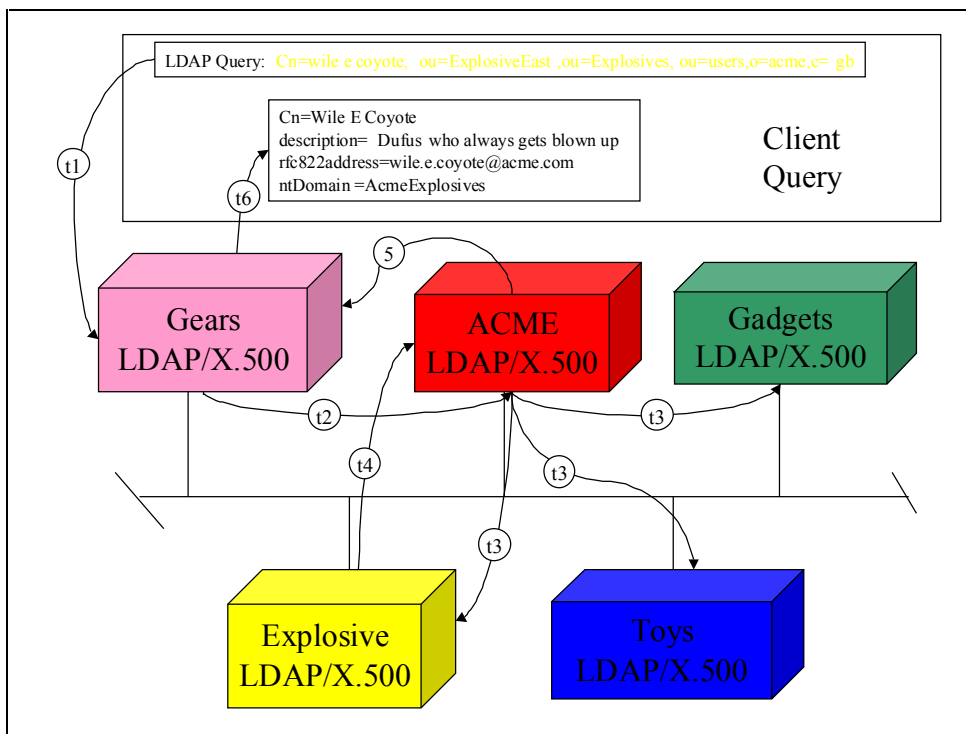 LDAP Query: Cn=wile e coyote, ou=ExplosiveEast ,ou=Explosives, ou=users,o=acme,c= gb
Cn=Wile E Coyote
description= Dufus who always gets blown up
rfc822address=wile.e.coyote@acme.com
ntDomain =AcmeExplosives
Client
Query
t1
t6
5
Gears
LDAP/X.500
ACME
LDAP/X.500
Gadgets
LDAP/X.500
t2
t3
t4
t3
t3
Explosive
LDAP/X.500
Toys
LDAP/X.500